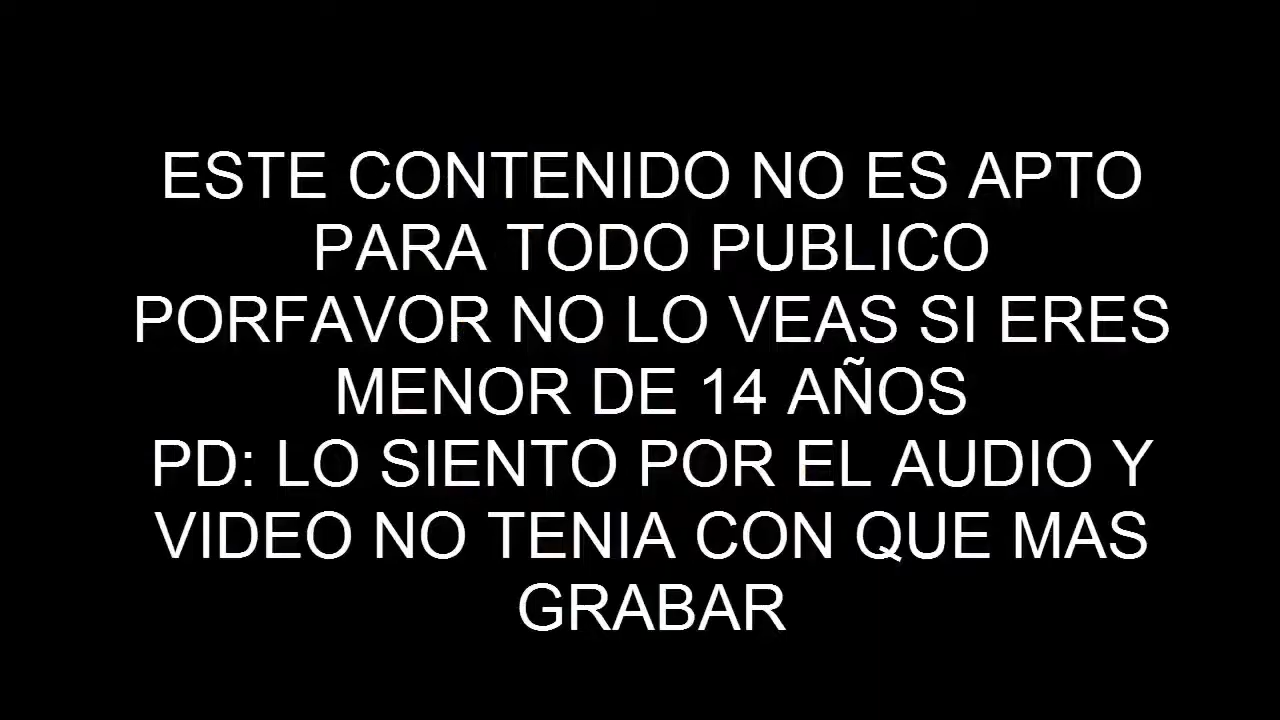 ESTE CONTENIDO NO ES APTO
PARA TODO PUBLICO
PORFAVOR NO LO VEAS SI ERES
MENOR DE 14 AÑOS
PD: LO SIENTO POR EL AUDIO Y
VIDEO NO TENIA CON QUE MAS
GRABAR